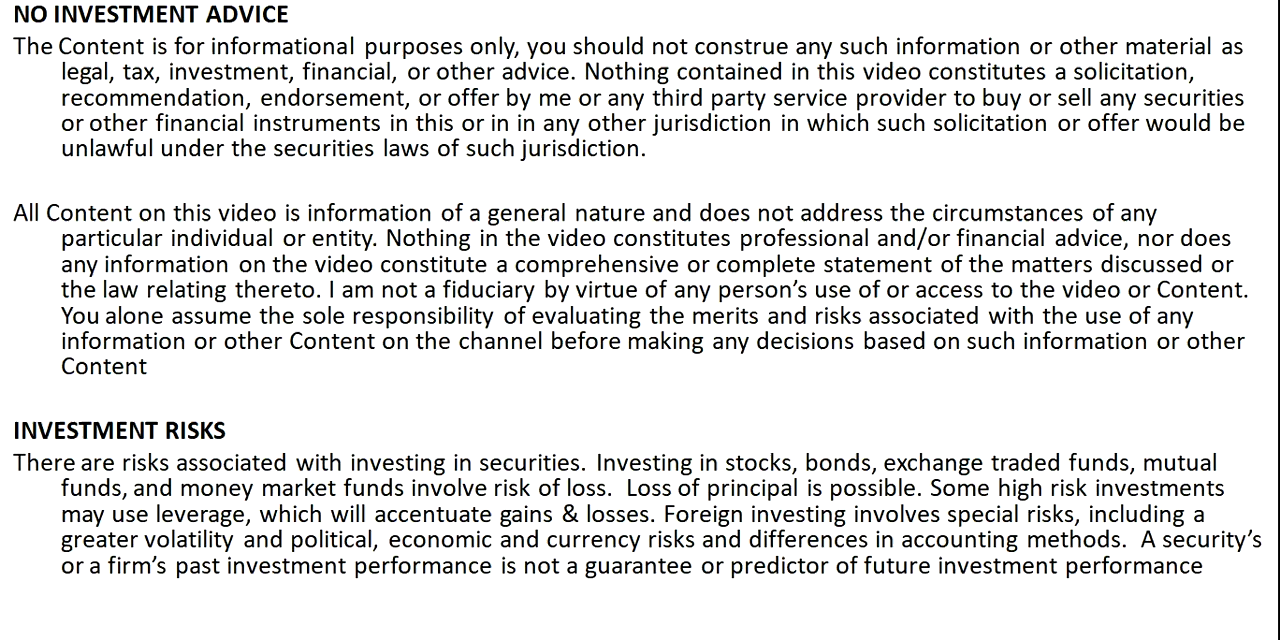 NO INVESTMENT ADVICE
The Content is for informational purposes only, you should not construe any such information or other material as
legal, tax, investment, financial, or other advice. Nothing contained in this video constitutes a solicitation,
recommendation, endorsement, or offer by me or any third party service provider to buy or sell any securities
or other financial instruments in this or in in any other jurisdiction in which such solicitation or offer would be
unlawful under the securities laws of such jurisdiction.
All Content on this video is information of a general nature and does not address the circumstances of any
particular individual or entity. Nothing in the video constitutes professional and/or financial advice, nor does
any information on the video constitute a comprehensive or complete statement of the matters discussed or
the law relating thereto. I am not a fiduciary by virtue of any person’s use of or access to the video or Content.
You alone assume the sole responsibility of evaluating the merits and risks associated with the use of any
information or other Content on the channel before making any decisions based on such information or other
Content
INVESTMENT RISKS
There are risks associated with investing in securities. Investing in stocks, bonds, exchange traded funds, mutual
funds, and money market funds involve risk of loss. Loss of principal is possible. Some high risk investments
may use leverage, which will accentuate gains & losses. Foreign investing involves special risks, including a
greater volatility and political, economic and currency risks and differences in accounting methods. A security’s
or a firm’s past investment performance is not a guarantee or predictor of future investment performance